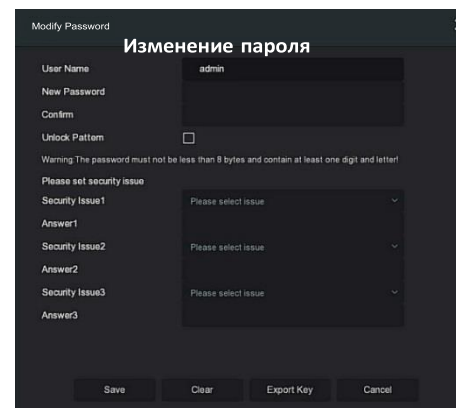 Modify Password
Изменение пароля
User Name admin
New Password
Confirm
Unlock Pattern
Warning:The password must not be less than 8 bytes and contain at least one digit and letter!
Please set security issue
Security Issue1 Please select issue
Answer1
Security Issue2 Please select issue
Answer2
Security Issue3 Please select issue
Answer3
Save Clear Export Key Cancel